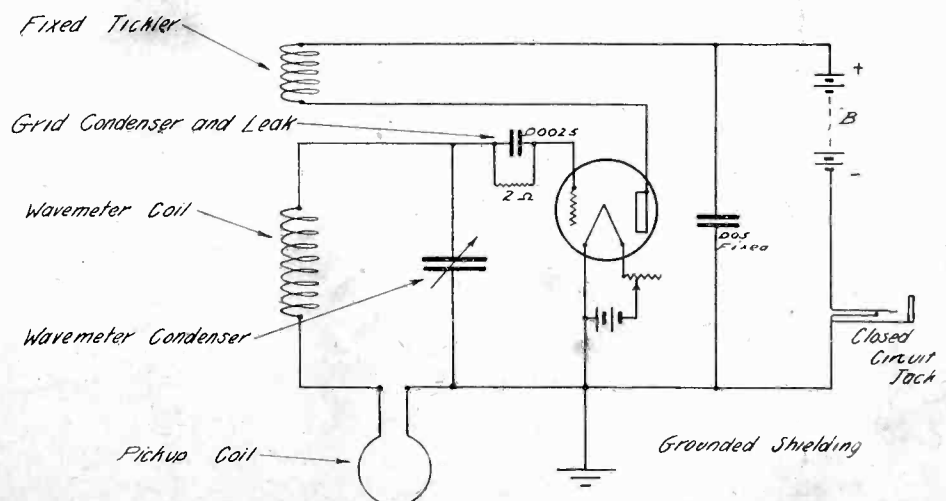 Fixed Tickler
+
B
-
Grid Condenser and Leak
.00025
2 Ω
Wavemeter Coil
.005
Fixed
Wavemeter Condenser
Closed
Circuit
Jack
Pickup Coil
Grounded Shielding